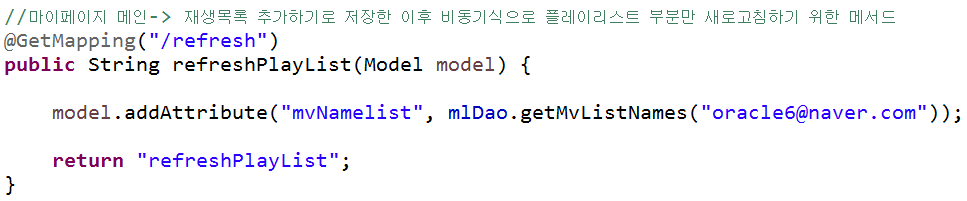 //마이페이지 메인-> 재생목록 추가하기로 저장한 이후 비동기식으로 플레이리스트 부분만 새로고침하기 위한 메서드
@GetMapping("/refresh")
public String refreshPlayList(Model model) {
model.addAttribute("mvNamelist", mlDao.getMvListNames("oracle6@naver.com"));
return "refreshPlayList";
}